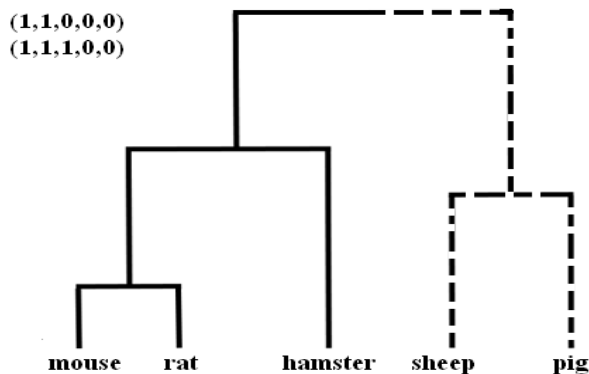 (1,1,0,0,0)
(1,1,1,0,0)
mouse rat hamster sheep pig